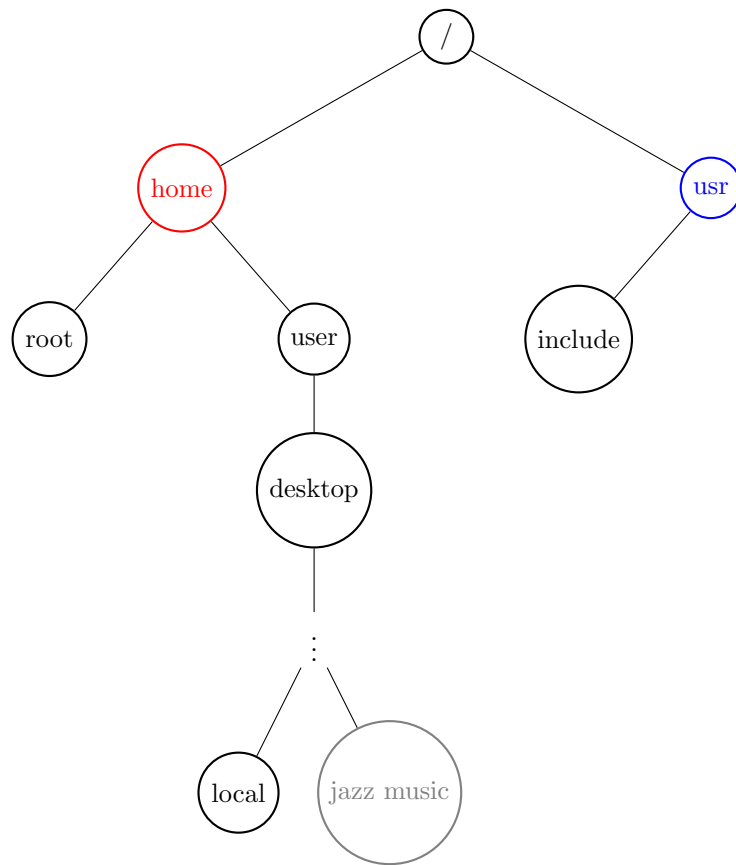 /
home
usr
root
user
include
desktop
⋮
local
jazz music